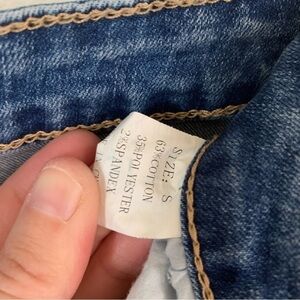 SIZE: S
63%COTTON
35%POLYESTER
2%SPANDEX